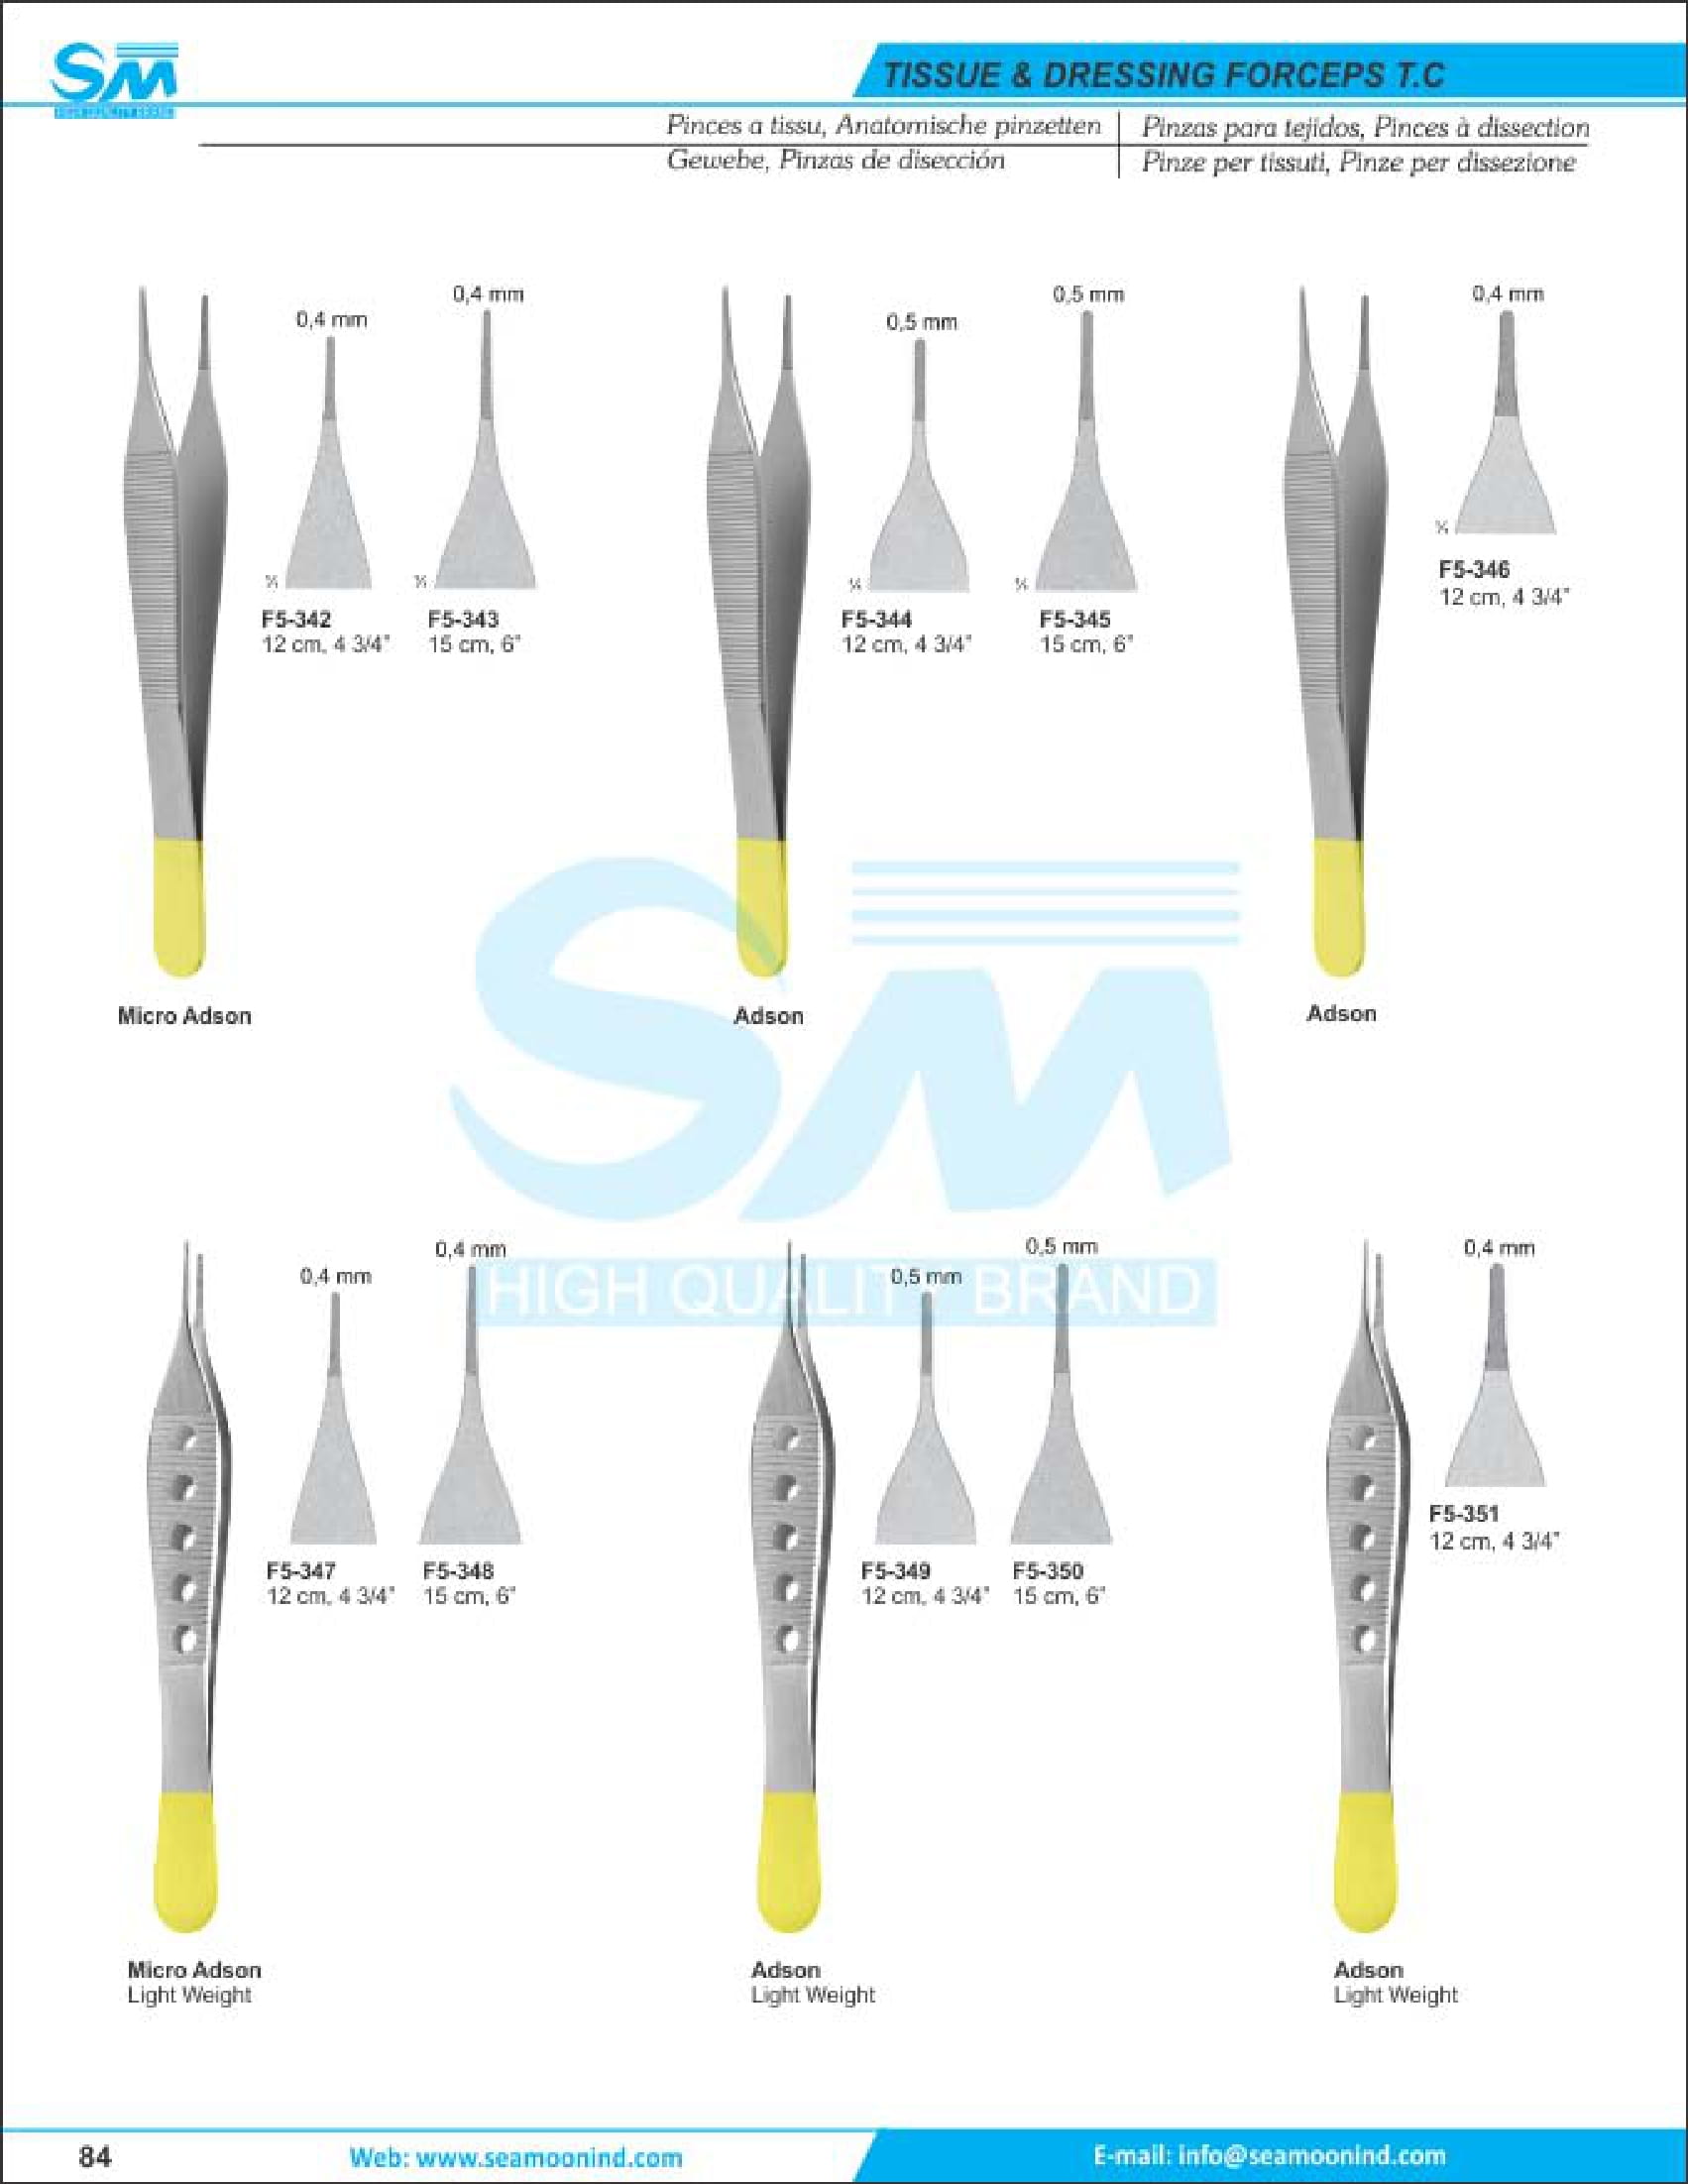 SM
TISSUE & DRESSING FORCEPS T.C
Pinces a tissu, Anatomische pinzetten
Gewebe, Pinzas de disección
Pinzas para tejidos, Pinces à dissection
Pinze per tissuti, Pinze per dissezione
0,4 mm
0,4 mm
F5-342
12 cm, 4 3/4"
F5-343
15 cm, 6"
Micro Adson
0,5 mm
0,5 mm
F5-344
12 cm, 4 3/4"
F5-345
15 cm, 6"
Adson
0,4 mm
F5-346
12 cm, 4 3/4"
Adson
SM
HIGH QUALITY BRAND
0,4 mm
0,4 mm
F5-347
12 cm, 4 3/4"
F5-348
15 cm, 6"
Micro Adson
Light Weight
0,5 mm
0,5 mm
F5-349
12 cm, 4 3/4"
F5-350
15 cm, 6"
Adson
Light Weight
0,4 mm
F5-351
12 cm, 4 3/4"
Adson
Light Weight
84
Web: www.seamoonind.com
E-mail: info@seamoonind.com